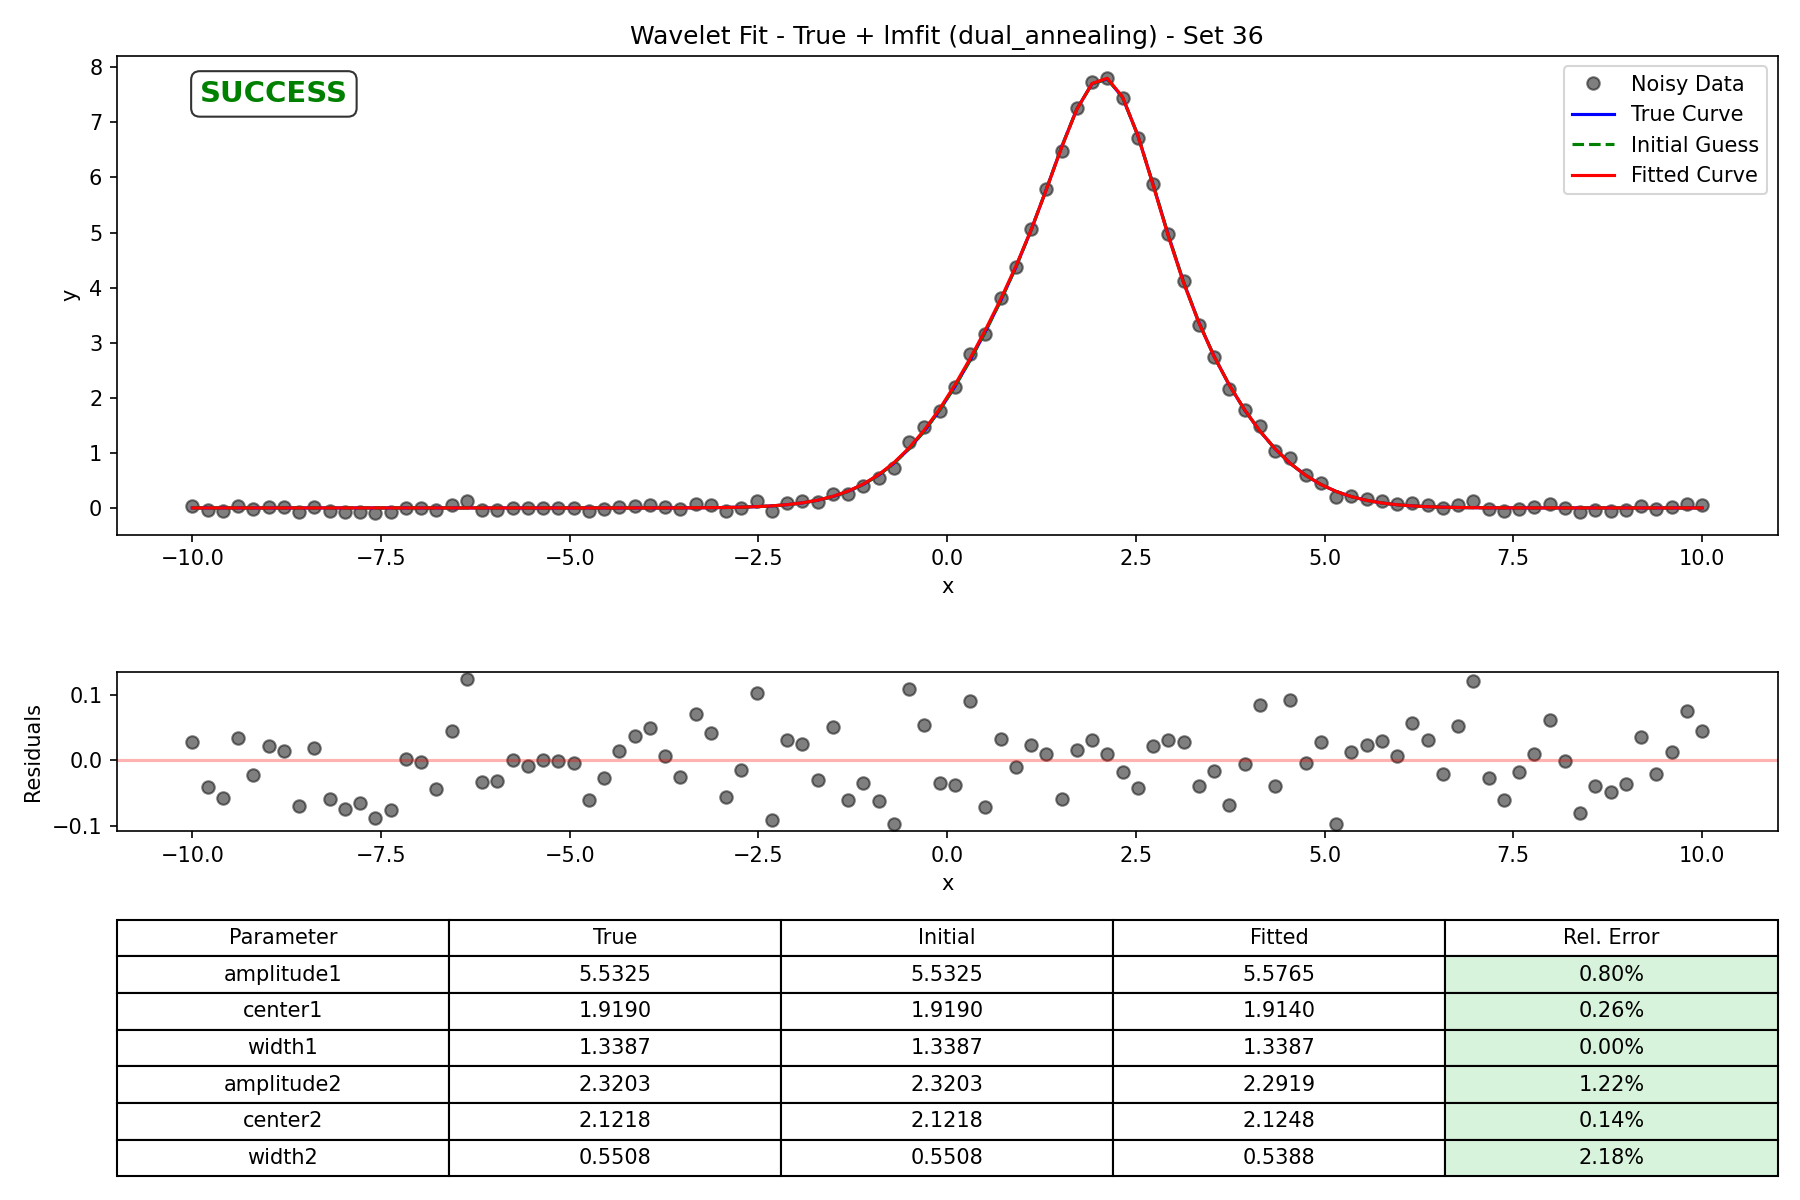 Wavelet Fit - True + lmfit (dual_annealing) - Set 36
SUCCESS
Noisy Data
True Curve
Initial Guess
Fitted Curve
8
7
6
5
4
3
2
1
0
y
−10.0 −7.5 −5.0 −2.5 0.0 2.5 5.0 7.5 10.0
x
0.1
0.0
−0.1
Residuals
−10.0 −7.5 −5.0 −2.5 0.0 2.5 5.0 7.5 10.0
x
Parameter True Initial Fitted Rel. Error
amplitude1 5.5325 5.5325 5.5765 0.80%
center1 1.9190 1.9190 1.9140 0.26%
width1 1.3387 1.3387 1.3387 0.00%
amplitude2 2.3203 2.3203 2.2919 1.22%
center2 2.1218 2.1218 2.1248 0.14%
width2 0.5508 0.5508 0.5388 2.18%